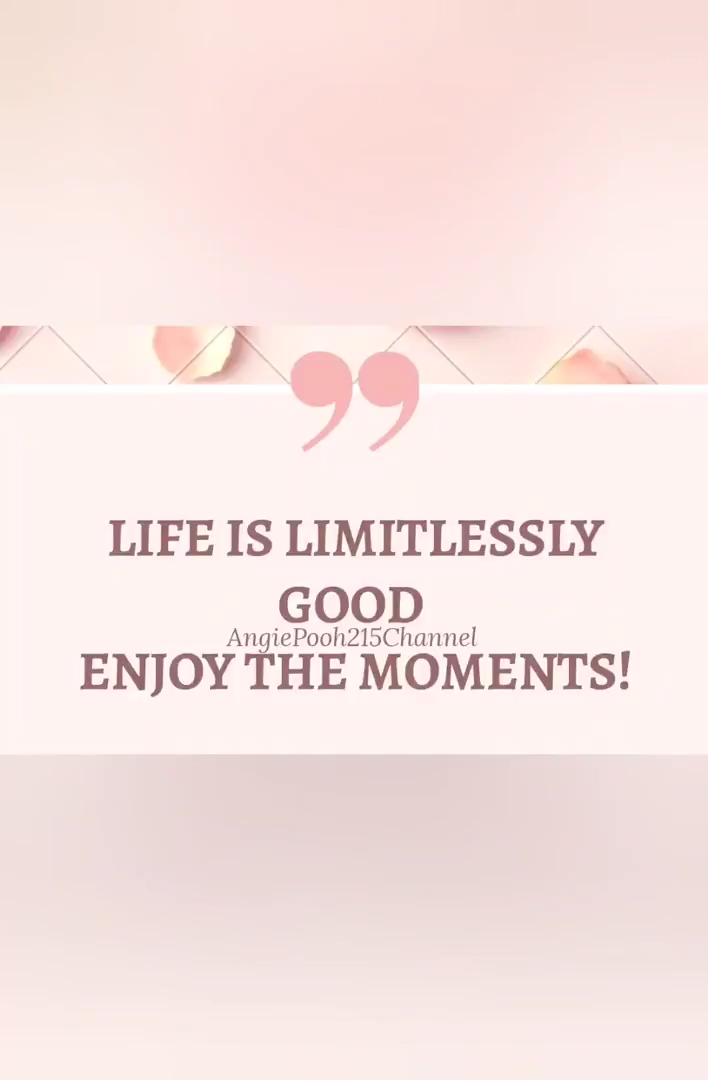 LIFE IS LIMITLESSLY
GOOD
AngiePooh215Channel
ENJOY THE MOMENTS!